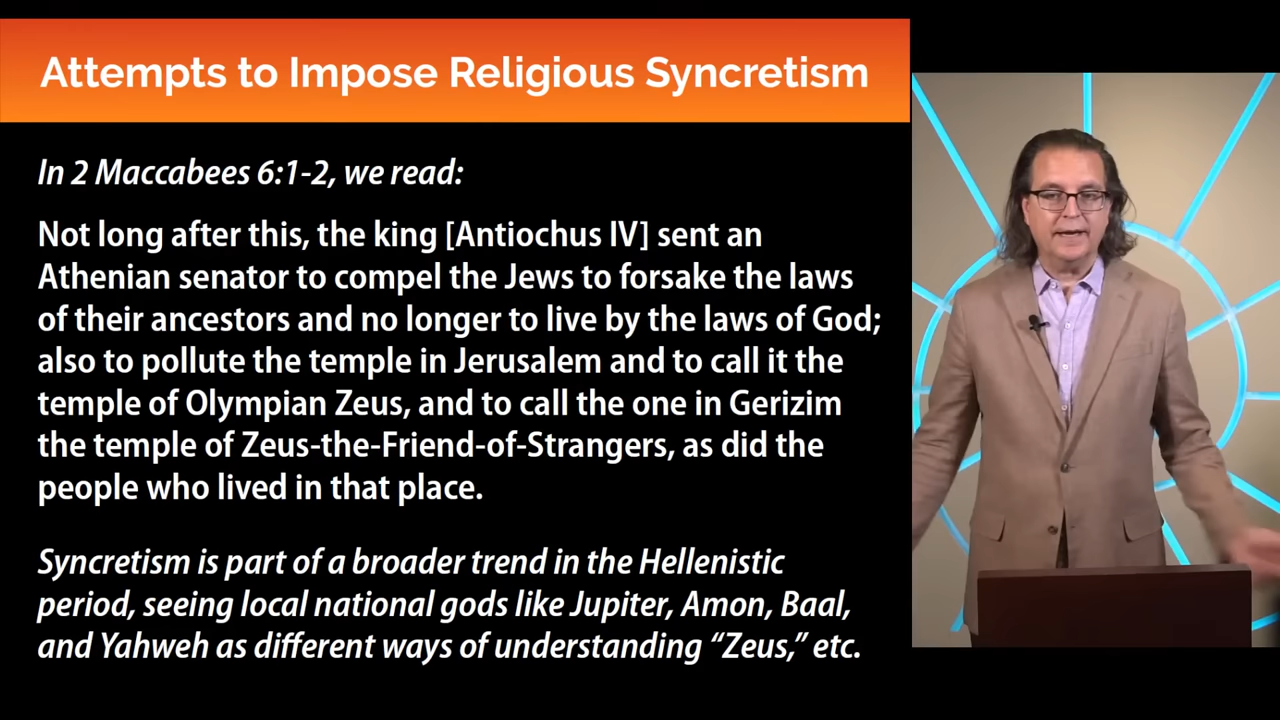 Attempts to Impose Religious Syncretism
In 2 Maccabees 6:1-2, we read:
Not long after this, the king [Antiochus IV] sent an
Athenian senator to compel the Jews to forsake the laws
of their ancestors and no longer to live by the laws of God;
also to pollute the temple in Jerusalem and to call it the
temple of Olympian Zeus, and to call the one in Gerizim
the temple of Zeus-the-Friend-of-Strangers, as did the
people who lived in that place.
Syncretism is part of a broader trend in the Hellenistic
period, seeing local national gods like Jupiter, Amon, Baal,
and Yahweh as different ways of understanding “Zeus,” etc.